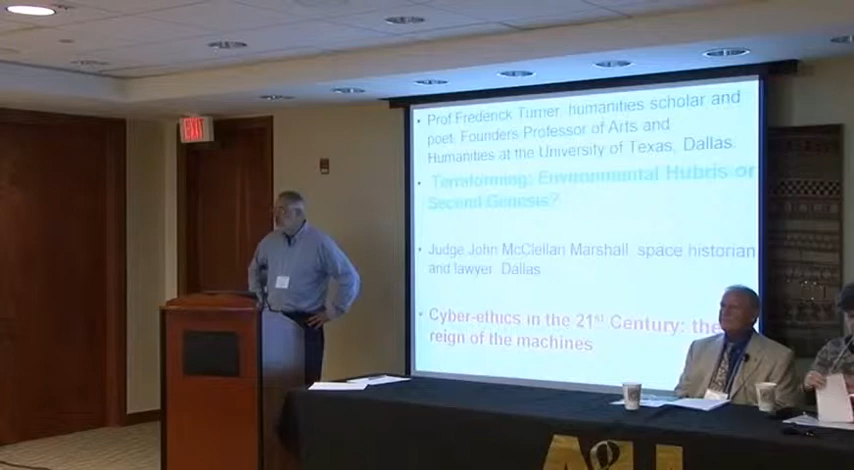 EXIT
• Prof Frederick Turner, humanities scholar and
poet, Founders Professor of Arts and
Humanities at the University of Texas, Dallas.
• Terraforming: Environmental Hubris or
Second Genesis?
• Judge John McClellan Marshall space historian
and lawyer Dallas
• Cyber-ethics in the 21st Century: the
reign of the machines